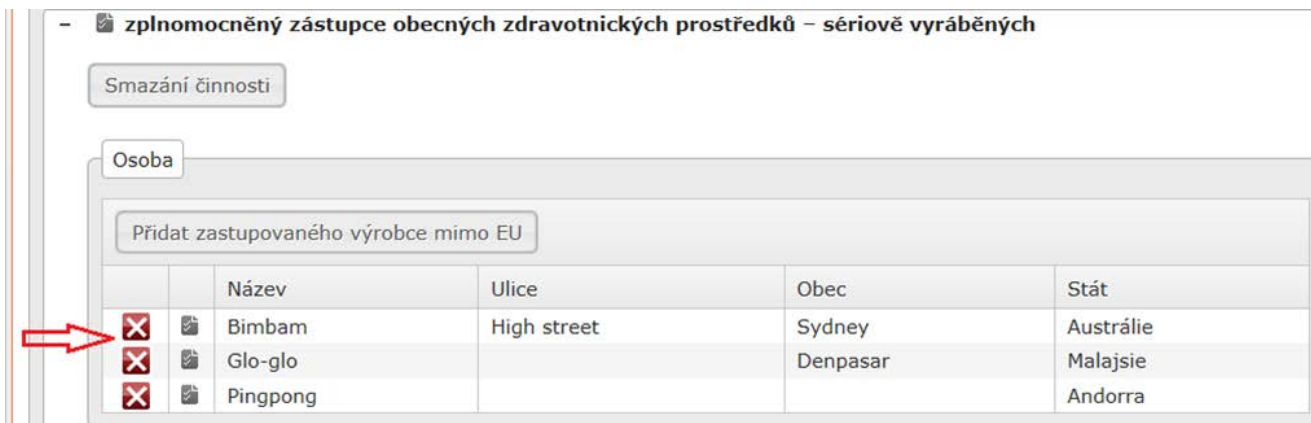 – zplnomocněný zástupce obecných zdravotnických prostředků – sériově vyráběných
Smazání činnosti
Osoba
Přidat zastupovaného výrobce mimo EU
Název Ulice Obec Stát
Bimbam High street Sydney Austrálie
Glo-glo Denpasar Malajsie
Pingpong Andorra